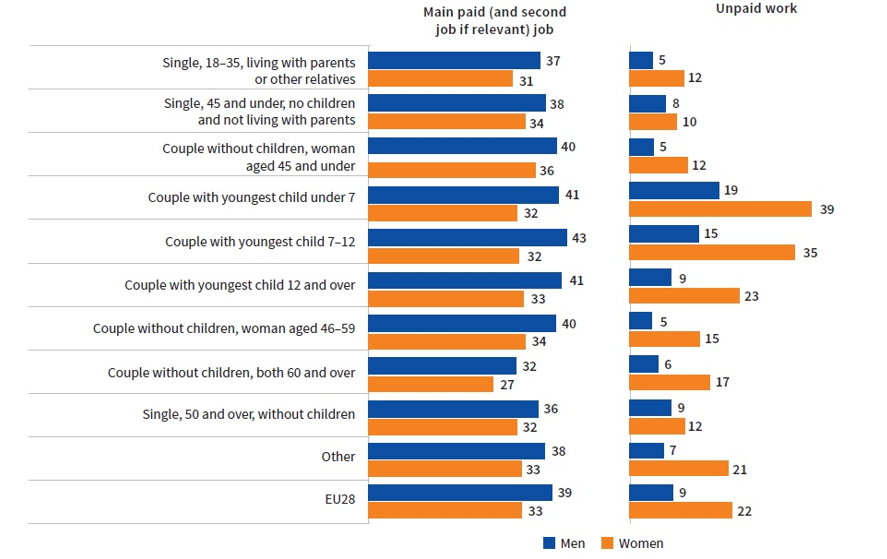 Main paid (and second
job if relevant) job
Unpaid work
Single, 18–35, living with parents
or other relatives
37
31
5
12
Single, 45 and under, no children
and not living with parents
38
34
8
10
Couple without children, woman
aged 45 and under
40
36
5
12
Couple with youngest child under 7
41
32
19
39
Couple with youngest child 7–12
43
32
15
35
Couple with youngest child 12 and over
41
33
9
23
Couple without children, woman aged 46–59
40
34
5
15
Couple without children, both 60 and over
32
27
6
17
Single, 50 and over, without children
36
32
9
12
Other
38
33
7
21
EU28
39
33
9
22
Men
Women